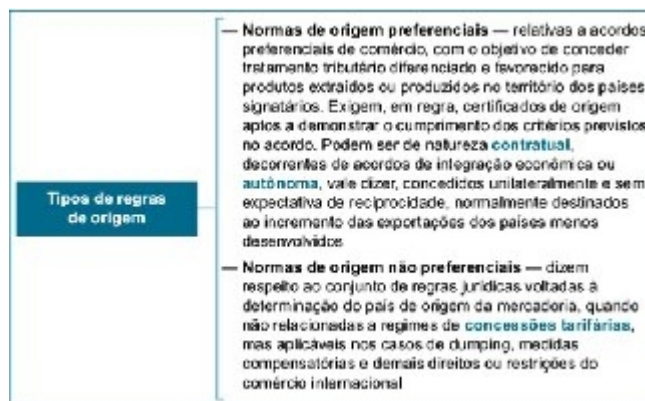 Tipos de regras
de origem
— Normas de origem preferenciais — relativas a acordos
preferenciais de comércio, com o objetivo de conceder
tratamento tributário diferenciado e favorecido para
produtos extraídos ou produzidos no território dos países
signatários. Exigem, em regra, certificados de origem
aptos a demonstrar o cumprimento dos critérios previstos
no acordo. Podem ser de natureza contratual,
decorrentes de acordos de integração econômica ou
autônoma, vale dizer, concedidos unilateralmente e sem
expectativa de reciprocidade, normalmente destinados
ao incremento das exportações dos países menos
desenvolvidos
— Normas de origem não preferenciais — dizem
respeito ao conjunto de regras jurídicas voltadas à
determinação do país de origem da mercadoria, quando
não relacionadas a regimes de concessões tarifárias,
mas aplicáveis nos casos de dumping, medidas
compensatórias e demais direitos ou restrições do
comércio internacional